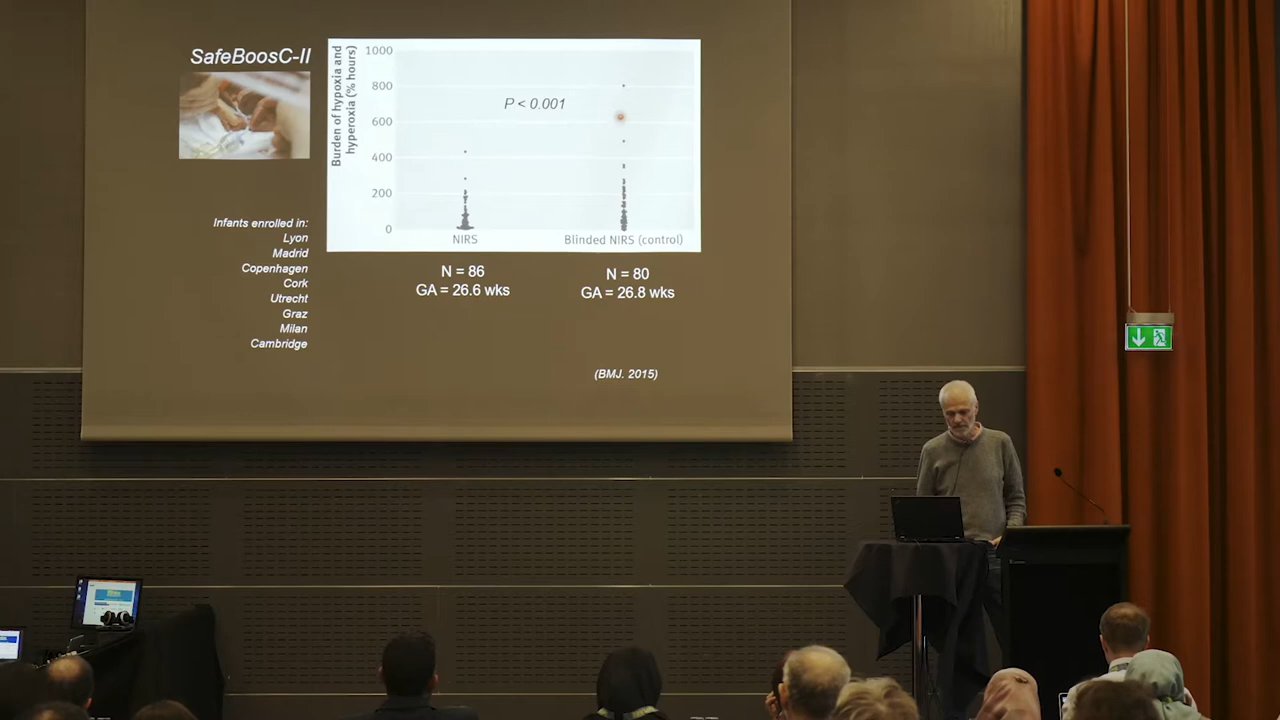 SafeBoosC-II
Burden of hypoxia and
hyperoxia (% hours)
1000
800
600
400
200
0
P < 0.001
NIRS
Blinded NIRS (control)
N = 86
GA = 26.6 wks
N = 80
GA = 26.8 wks
Infants enrolled in:
Lyon
Madrid
Copenhagen
Cork
Utrecht
Graz
Milan
Cambridge
(BMJ. 2015)